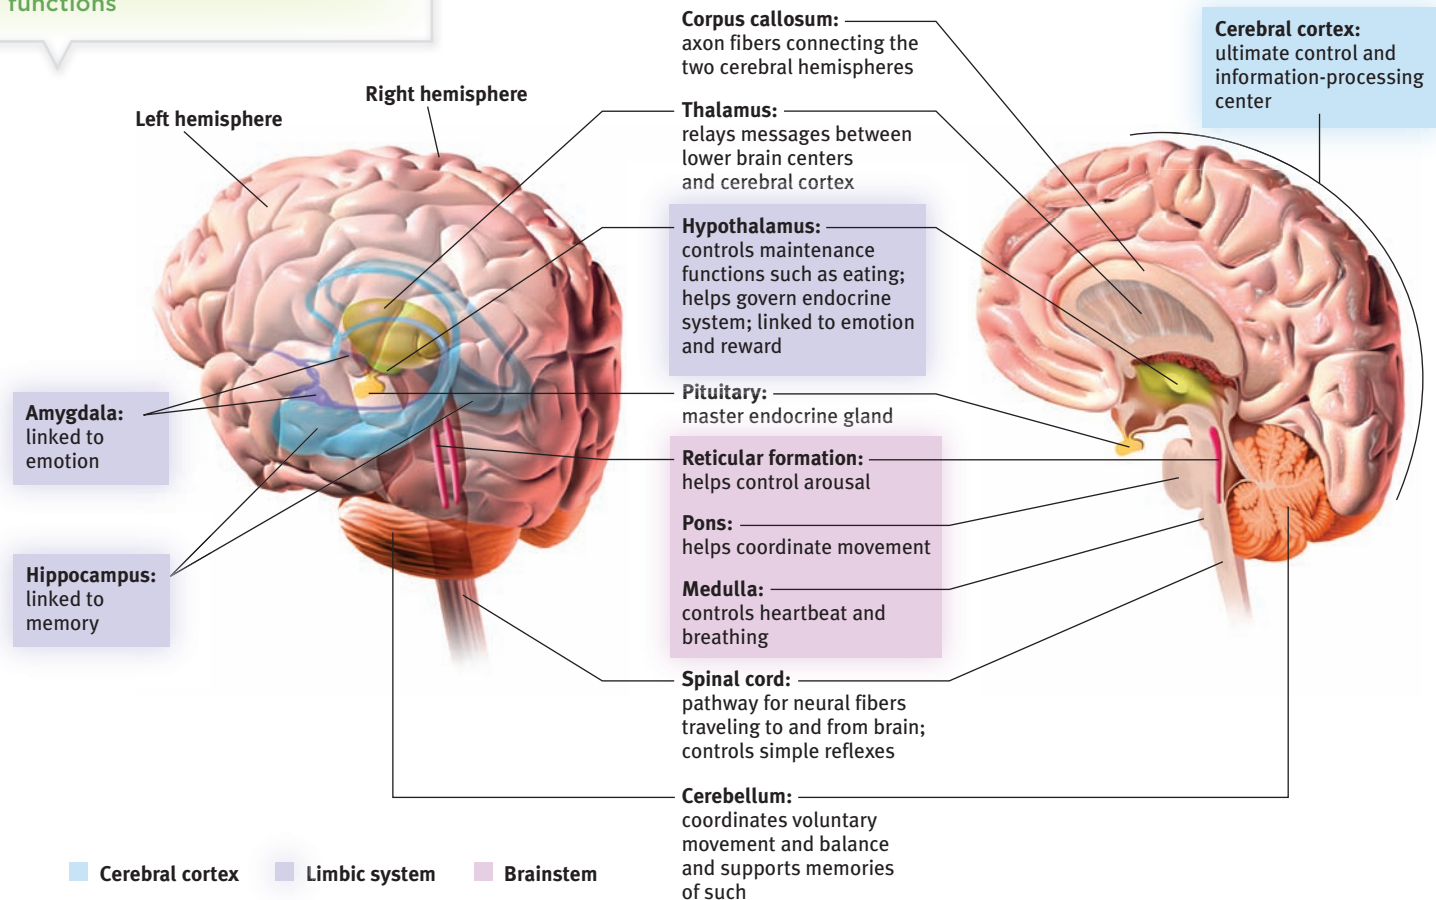 functions
Left hemisphere
Right hemisphere
Corpus callosum:
axon fibers connecting the
two cerebral hemispheres
Thalamus:
relays messages between
lower brain centers
and cerebral cortex
Hypothalamus:
controls maintenance
functions such as eating;
helps govern endocrine
system; linked to emotion
and reward
Pituitary:
master endocrine gland
Reticular formation:
helps control arousal
Pons:
helps coordinate movement
Medulla:
controls heartbeat and
breathing
Spinal cord:
pathway for neural fibers
traveling to and from brain;
controls simple reflexes
Cerebellum:
coordinates voluntary
movement and balance
and supports memories
of such
Cerebral cortex:
ultimate control and
information-processing
center
Amygdala:
linked to
emotion
Hippocampus:
linked to
memory
Cerebral cortex
Limbic system
Brainstem